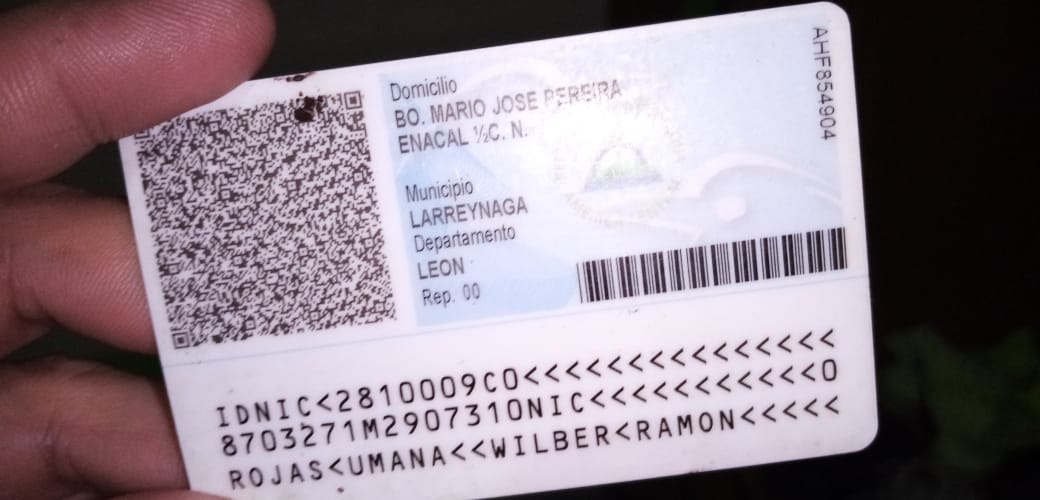 Domicilio
BO. MARIO JOSE PEREIRA
ENACAL ½C. N.
Municipio
LARREYNAGA
Departamento
LEON
Rep. 00
AHF854904
IDNIC<2810009C0<<<<<<<<<<<<<<<
8703271M2907310NIC<<<<<<<<<<<0
ROJAS<UMANA<<WILBER<RAMON<<<<<